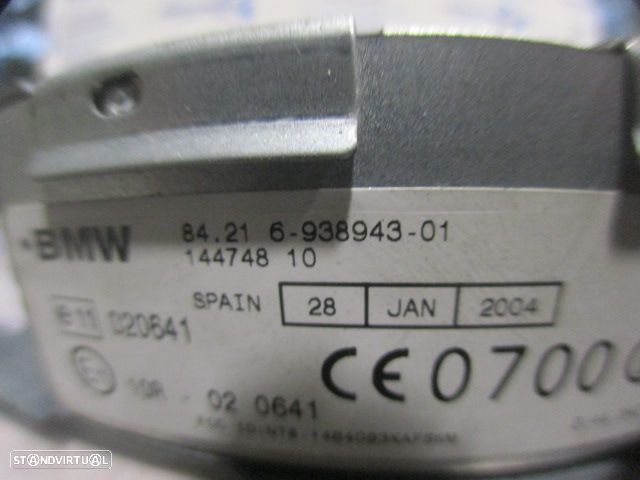 BMW 84.21 6-938943-01
144748 10
SPAIN 28 JAN 2004
e 11 020641
CE 0700
10R - 02 0641
STANDVIRTUAL